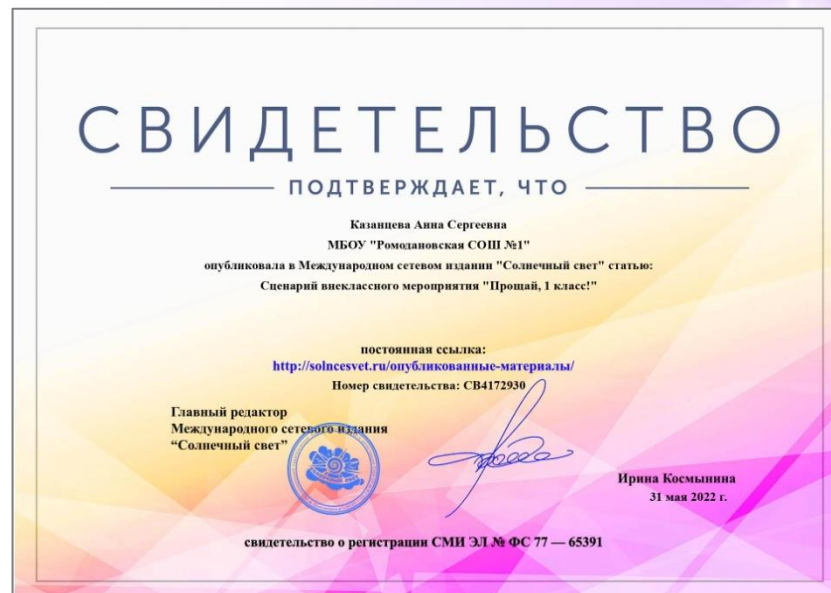 СВИДЕТЕЛЬСТВО
ПОДТВЕРЖДАЕТ, ЧТО
Казанцева Анна Сергеевна
МБОУ "Ромодановская СОШ №1"
опубликовала в Международном сетевом издании "Солнечный свет" статью:
Сценарий внеклассного мероприятия "Прощай, 1 класс!"
постоянная ссылка:
http://solncesvet.ru/опубликованные-материалы/
Номер свидетельства: СВ4172930
Главный редактор
Международного сетевого издания
“Солнечный свет”
Ирина Космынина
31 мая 2022 г.
свидетельство о регистрации СМИ ЭЛ № ФС 77 — 65391